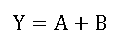 Y = A + B